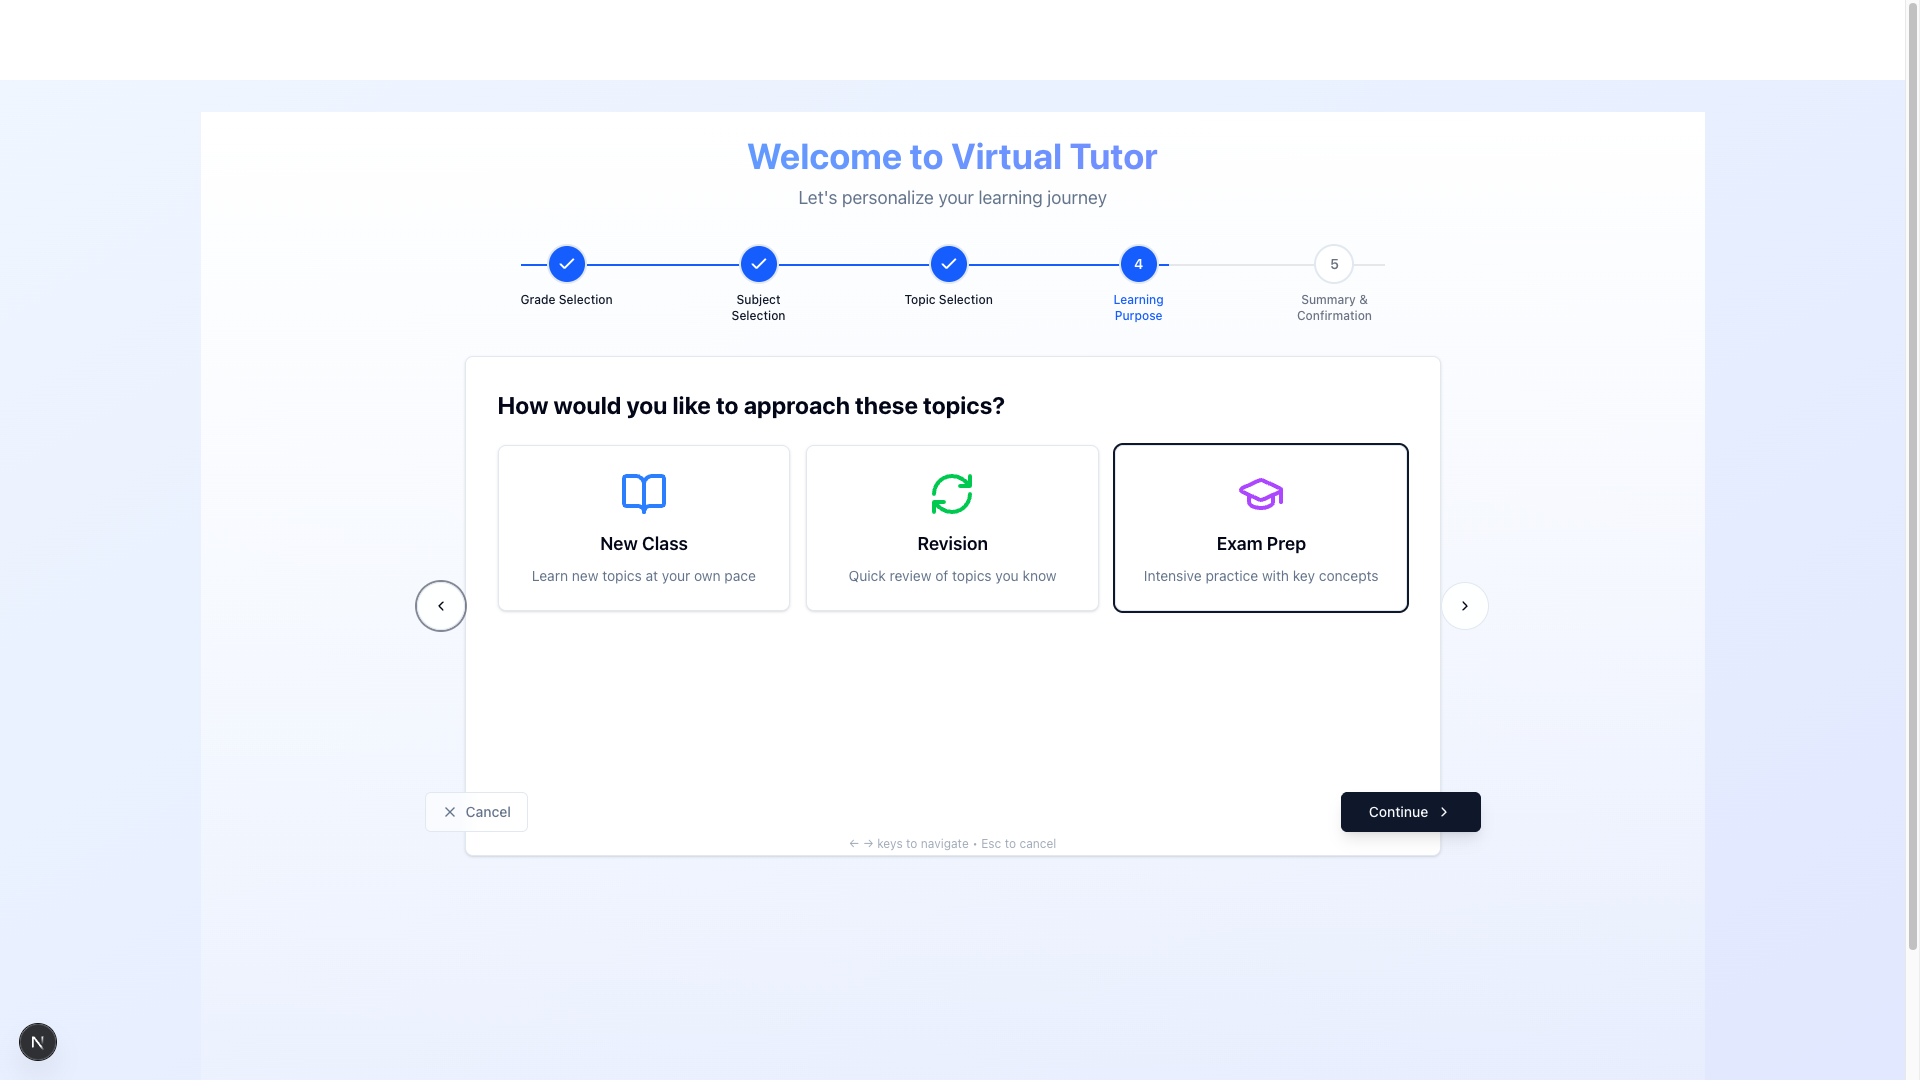 Welcome to Virtual Tutor
Let's personalize your learning journey
4
5
Grade Selection
Subject
Selection
Topic Selection
Learning
Purpose
Summary &
Confirmation
How would you like to approach these topics?
New Class
Learn new topics at your own pace
Revision
Quick review of topics you know
Exam Prep
Intensive practice with key concepts
Cancel
Continue
← → keys to navigate • Esc to cancel
N